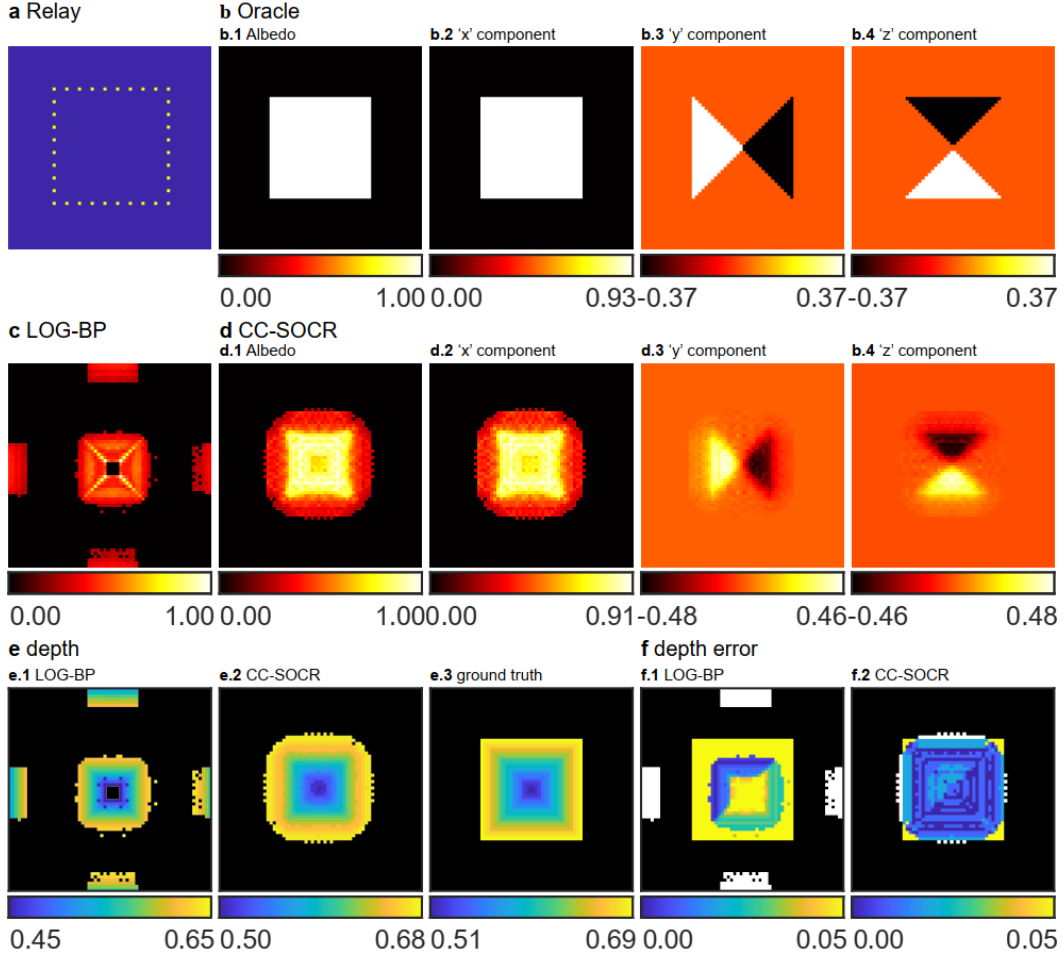 a Relay
b Oracle
b.1 Albedo
b.2 ‘x’ component
b.3 ‘y’ component
b.4 ‘z’ component
0.00 1.00
0.00 0.93
-0.37 0.37
-0.37 0.37
c LOG-BP
d CC-SOCR
d.1 Albedo
d.2 ‘x’ component
d.3 ‘y’ component
b.4 ‘z’ component
0.00 1.00
0.00 1.00
0.00 0.91
-0.48 0.46
-0.46 0.48
e depth
f depth error
e.1 LOG-BP
e.2 CC-SOCR
e.3 ground truth
f.1 LOG-BP
f.2 CC-SOCR
0.45 0.65
0.50 0.68
0.51 0.69
0.00 0.05
0.00 0.05